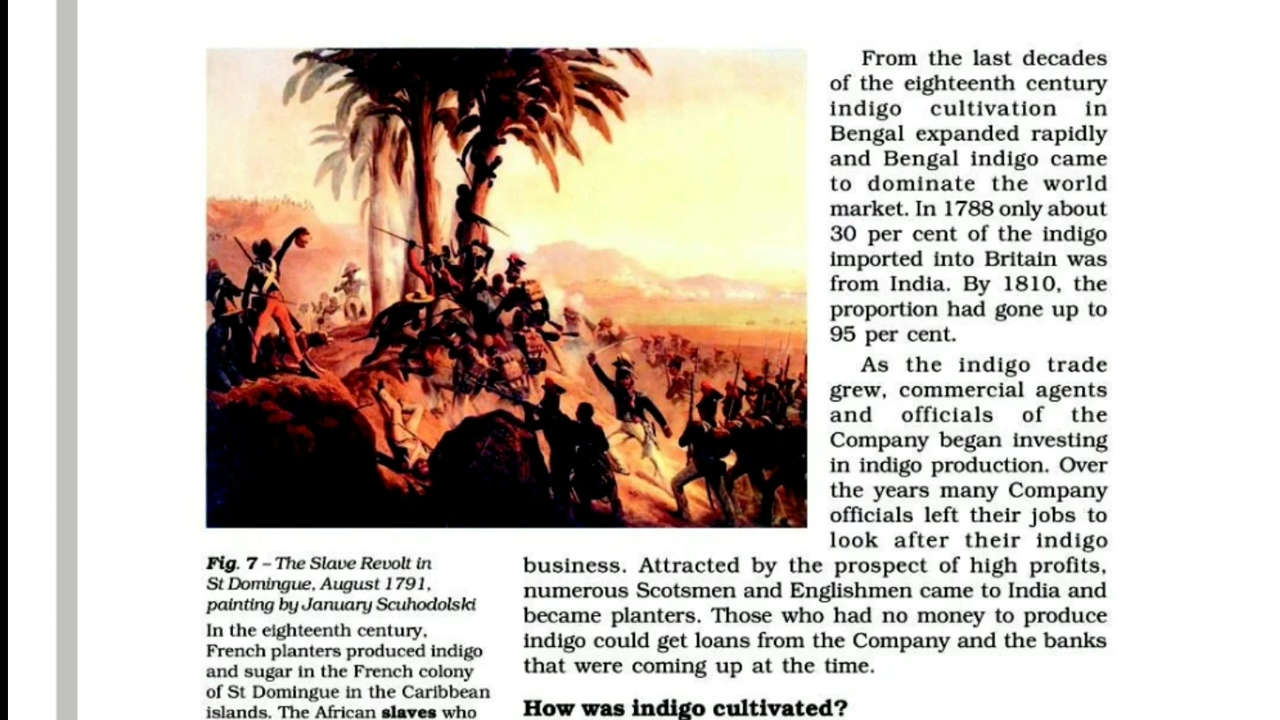 From the last decades
of the eighteenth century
indigo cultivation in
Bengal expanded rapidly
and Bengal indigo came
to dominate the world
market. In 1788 only about
30 per cent of the indigo
imported into Britain was
from India. By 1810, the
proportion had gone up to
95 per cent.
As the indigo trade
grew, commercial agents
and officials of the
Company began investing
in indigo production. Over
the years many Company
officials left their jobs to
look after their indigo
business. Attracted by the prospect of high profits,
numerous Scotsmen and Englishmen came to India and
became planters. Those who had no money to produce
indigo could get loans from the Company and the banks
that were coming up at the time.
How was indigo cultivated?
Fig. 7 – The Slave Revolt in
St Domingue, August 1791,
painting by January Scuhodolski
In the eighteenth century,
French planters produced indigo
and sugar in the French colony
of St Domingue in the Caribbean
islands. The African slaves who